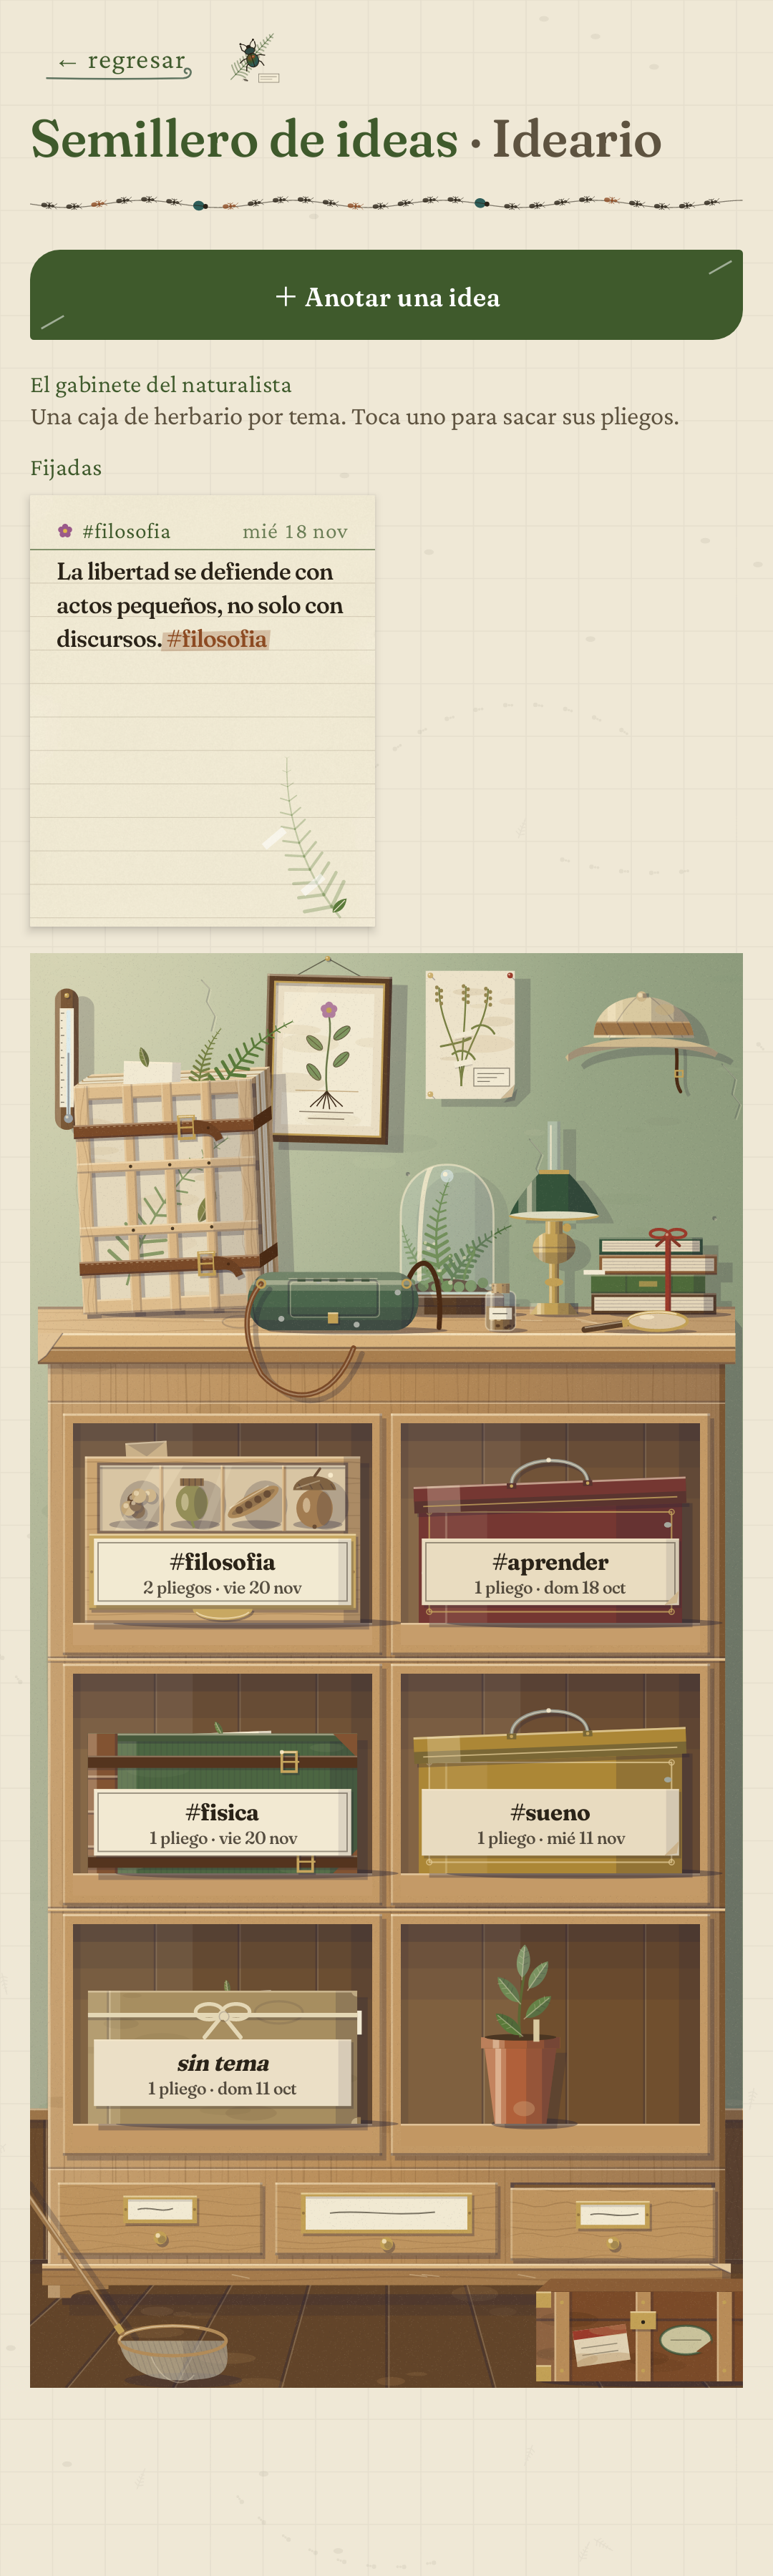 ← regresar
Semillero de ideas · Ideario
+ Anotar una idea
El gabinete del naturalista
Una caja de herbario por tema. Toca uno para sacar sus pliegos.
Fijadas
#filosofia mié 18 nov
La libertad se defiende con
actos pequeños, no solo con
discursos. #filosofia
#filosofia
2 pliegos · vie 20 nov
#aprender
1 pliego · dom 18 oct
#fisica
1 pliego · vie 20 nov
#sueno
1 pliego · mié 11 nov
sin tema
1 pliego · dom 11 oct